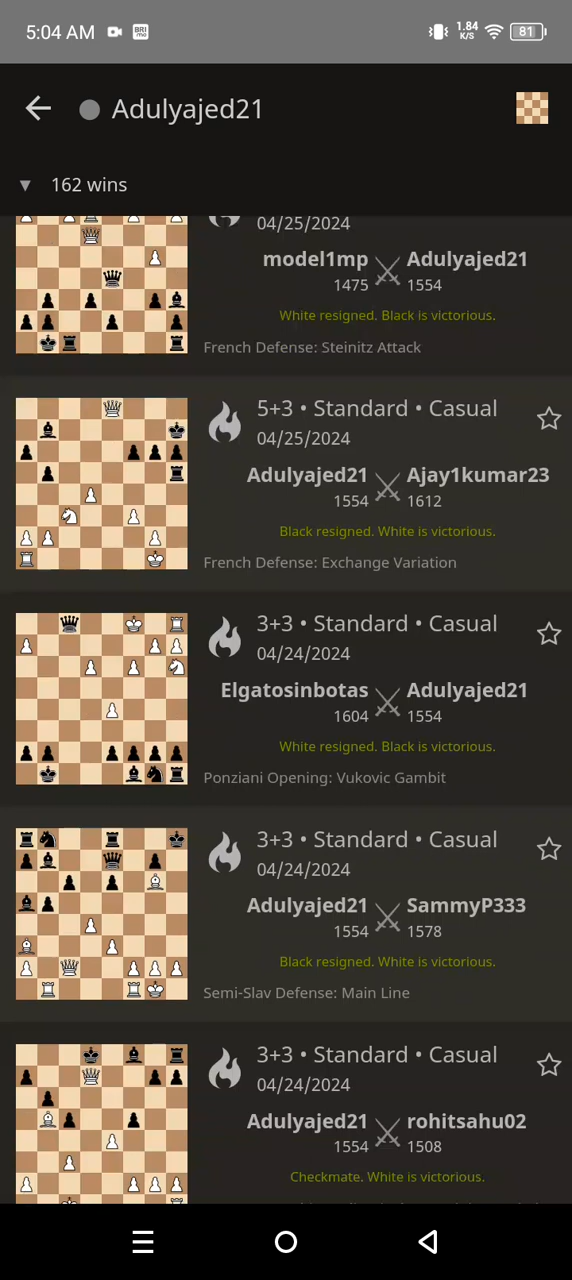 5:04 AM
BRI
mo
1.84
K/S
81
Adulyajed21
▼ 162 wins
04/25/2024
model1mp Adulyajed21
1475 1554
White resigned. Black is victorious.
French Defense: Steinitz Attack
5+3 • Standard • Casual
04/25/2024
Adulyajed21 Ajay1kumar23
1554 1612
Black resigned. White is victorious.
French Defense: Exchange Variation
3+3 • Standard • Casual
04/24/2024
Elgatosinbotas Adulyajed21
1604 1554
White resigned. Black is victorious.
Ponziani Opening: Vukovic Gambit
3+3 • Standard • Casual
04/24/2024
Adulyajed21 SammyP333
1554 1578
Black resigned. White is victorious.
Semi-Slav Defense: Main Line
3+3 • Standard • Casual
04/24/2024
Adulyajed21 rohitsahu02
1554 1508
Checkmate. White is victorious.